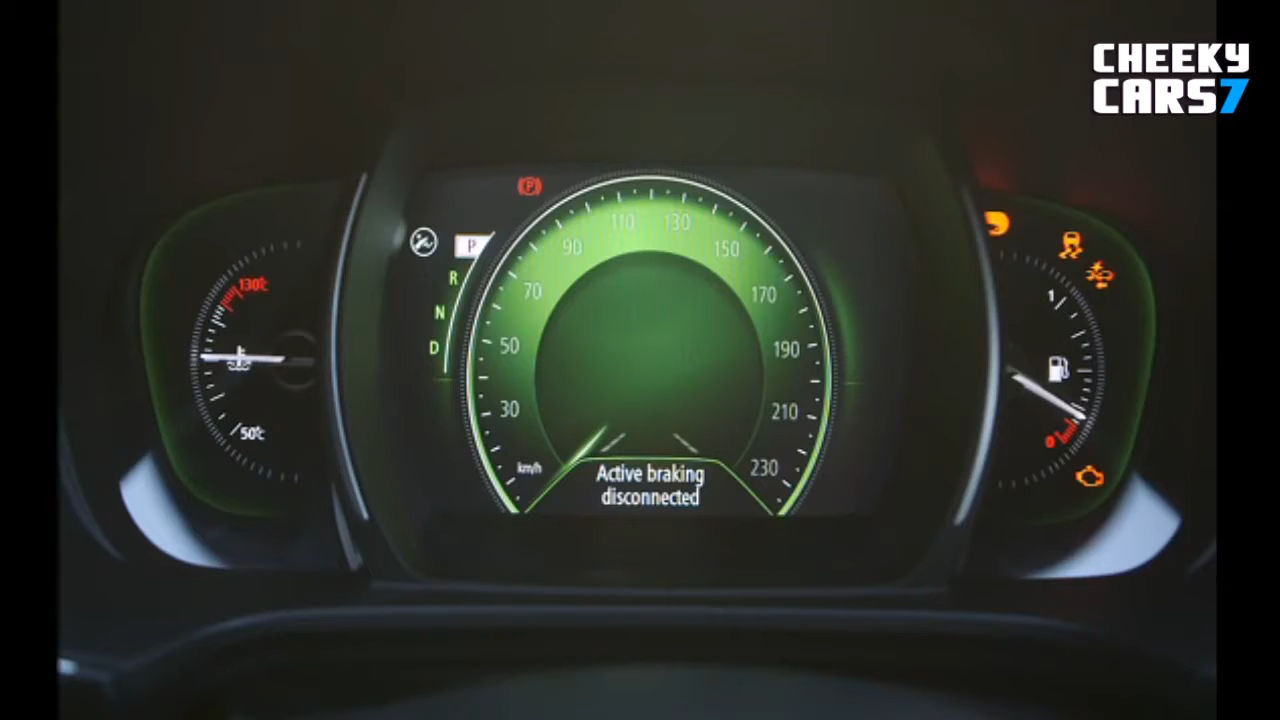 CHEEKY
CARS7
P
P
R
N
D
130°C
50°C
30
50
70
90
110
130
150
170
190
210
230
km/h
Active braking
disconnected
1
0